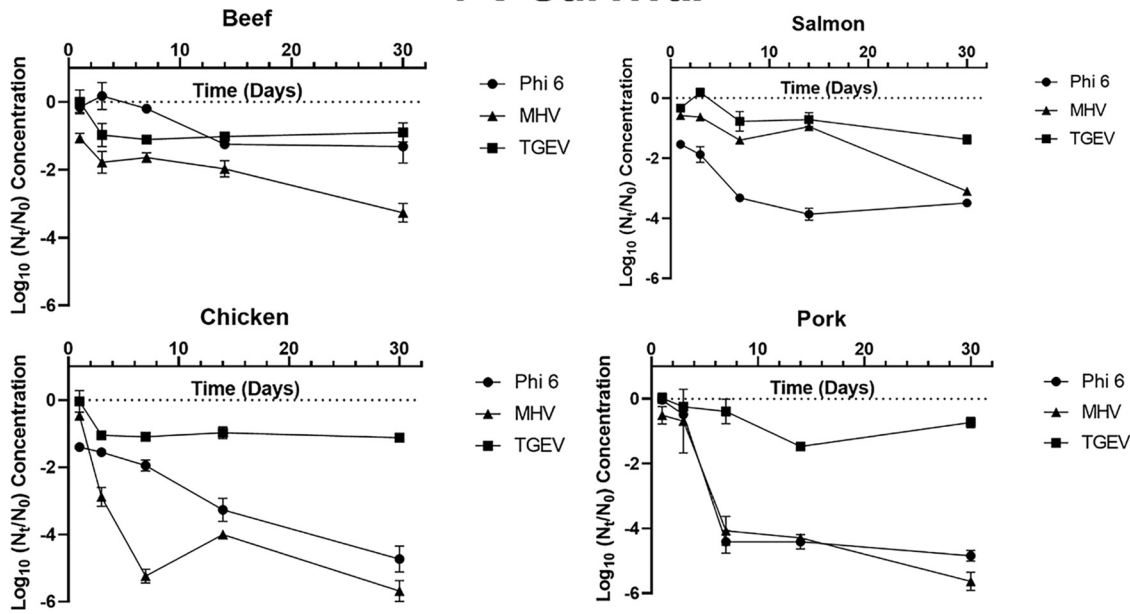 Beef
0 10 20 30
Time (Days)
0
-2
-4
-6
Log₁₀ (Nₜ/N₀) Concentration
Phi 6
MHV
TGEV
Salmon
0 10 20 30
Time (Days)
0
-2
-4
-6
Log₁₀ (Nₜ/N₀) Concentration
Phi 6
MHV
TGEV
Chicken
0 10 20 30
Time (Days)
0
-2
-4
-6
Log₁₀ (Nₜ/N₀) Concentration
Phi 6
MHV
TGEV
Pork
0 10 20 30
Time (Days)
0
-2
-4
-6
Log₁₀ (Nₜ/N₀) Concentration
Phi 6
MHV
TGEV